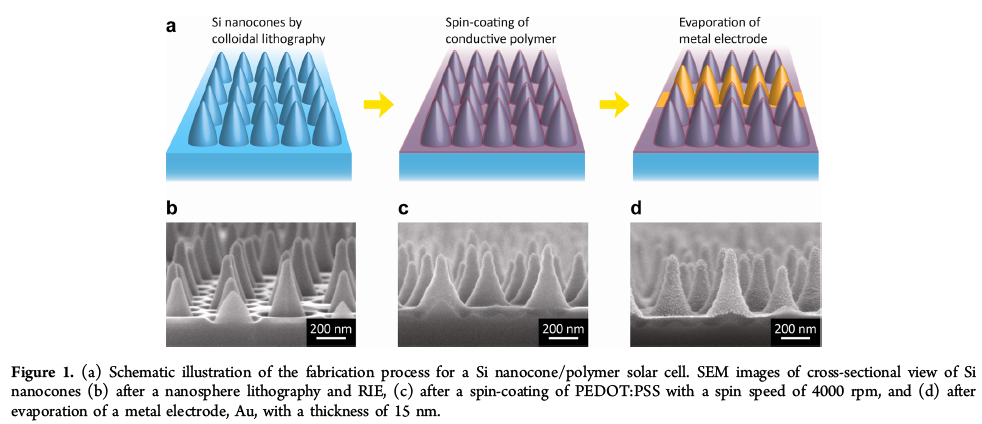 a
Si nanocones by
colloidal lithography
Spin-coating of
conductive polymer
Evaporation of
metal electrode
b
c
d
200 nm
200 nm
200 nm
Figure 1. (a) Schematic illustration of the fabrication process for a Si nanocone/polymer solar cell. SEM images of cross-sectional view of Si
nanocones (b) after a nanosphere lithography and RIE, (c) after a spin-coating of PEDOT:PSS with a spin speed of 4000 rpm, and (d) after
evaporation of a metal electrode, Au, with a thickness of 15 nm.